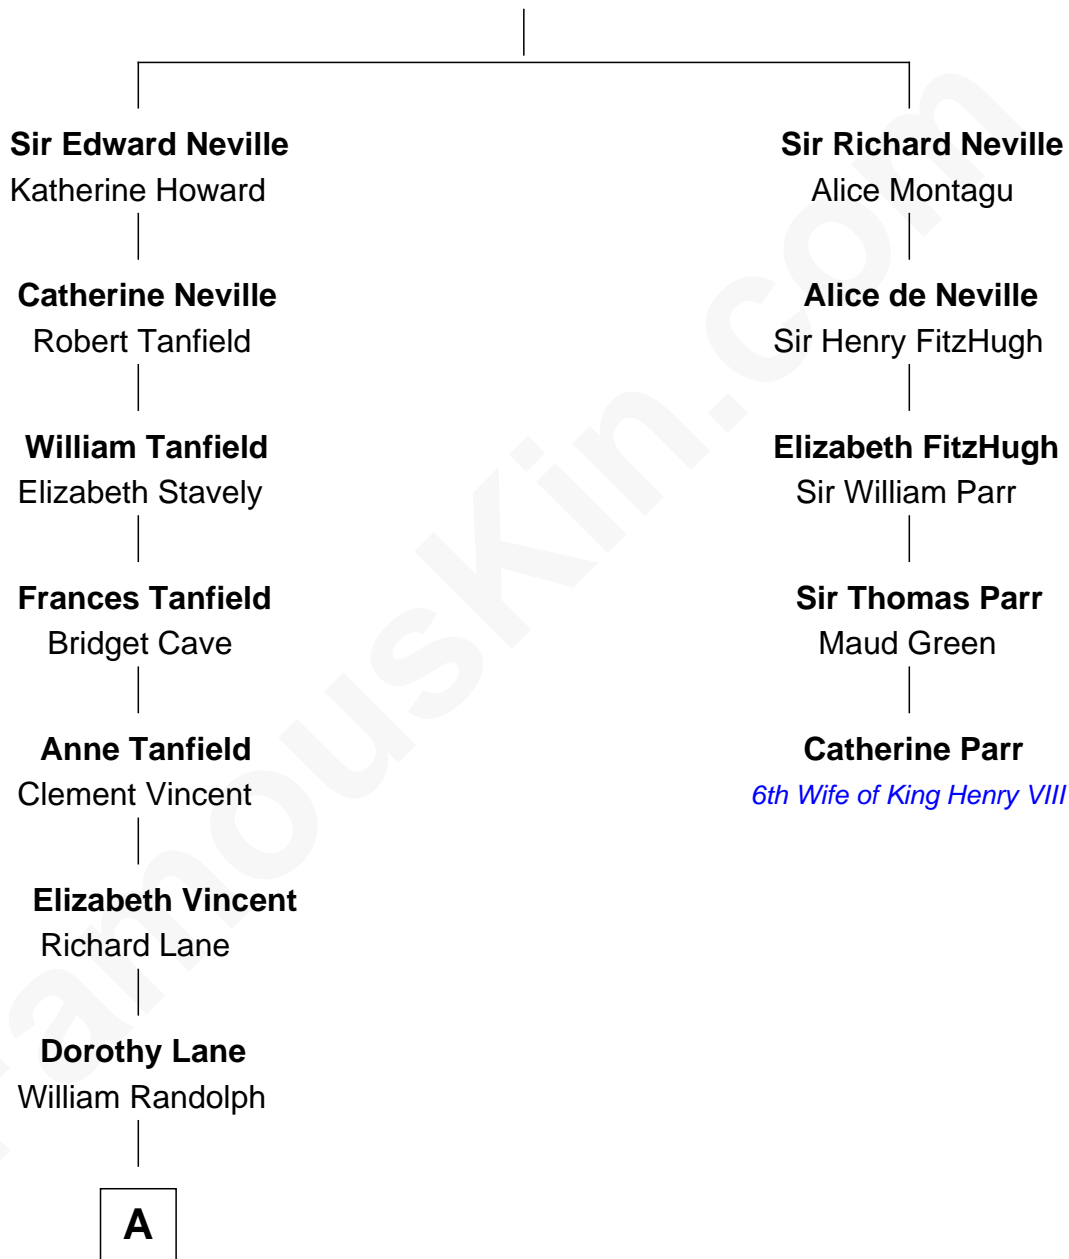 Sir Edward Neville
Katherine Howard
Catherine Neville
Robert Tanfield
William Tanfield
Elizabeth Stavely
Frances Tanfield
Bridget Cave
Anne Tanfield
Clement Vincent
Elizabeth Vincent
Richard Lane
Dorothy Lane
William Randolph
A
Sir Richard Neville
Alice Montagu
Alice de Neville
Sir Henry FitzHugh
Elizabeth FitzHugh
Sir William Parr
Sir Thomas Parr
Maud Green
Catherine Parr
6th Wife of King Henry VIII
FamousKin.com